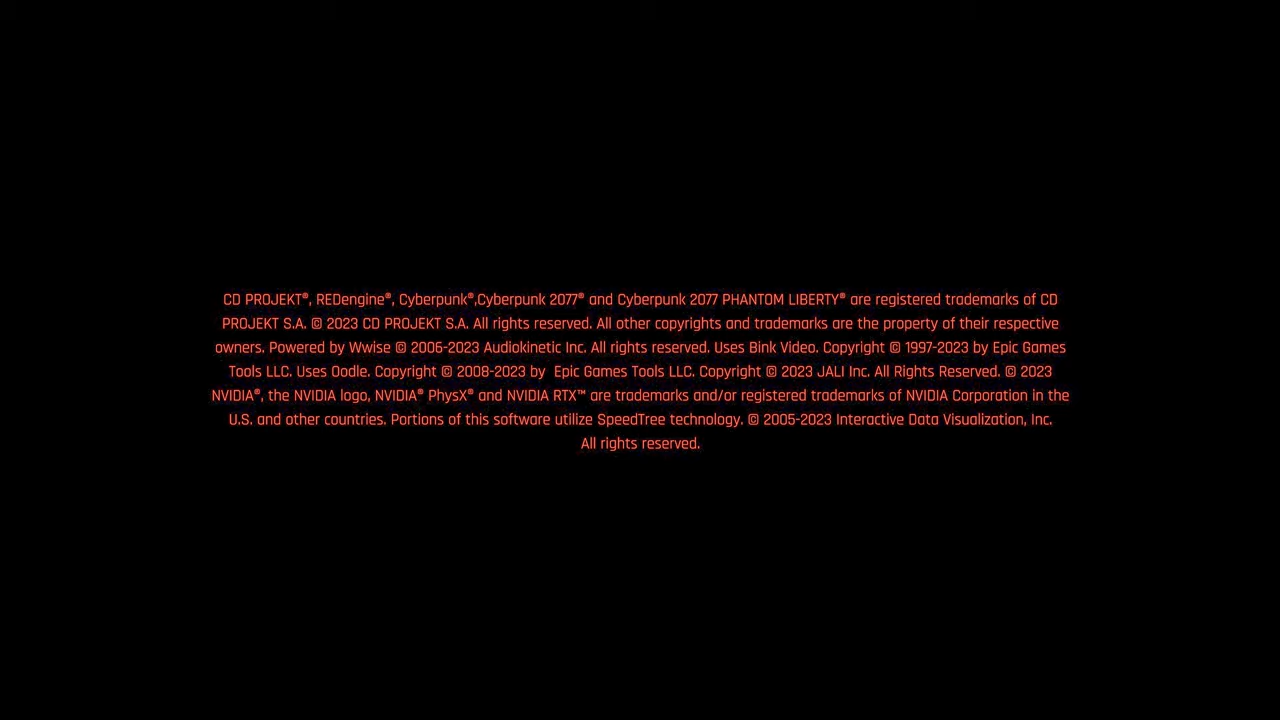 CD PROJEKT®, REDengine®, Cyberpunk®,Cyberpunk 2077® and Cyberpunk 2077 PHANTOM LIBERTY® are registered trademarks of CD
PROJEKT S.A. © 2023 CD PROJEKT S.A. All rights reserved. All other copyrights and trademarks are the property of their respective
owners. Powered by Wwise © 2006-2023 Audiokinetic Inc. All rights reserved. Uses Bink Video. Copyright © 1997-2023 by Epic Games
Tools LLC. Uses Oodle. Copyright © 2008-2023 by  Epic Games Tools LLC. Copyright © 2023 JALI Inc. All Rights Reserved. © 2023
NVIDIA®, the NVIDIA logo, NVIDIA® PhysX® and NVIDIA RTX™ are trademarks and/or registered trademarks of NVIDIA Corporation in the
U.S. and other countries. Portions of this software utilize SpeedTree technology. © 2005-2023 Interactive Data Visualization, Inc.
All rights reserved.